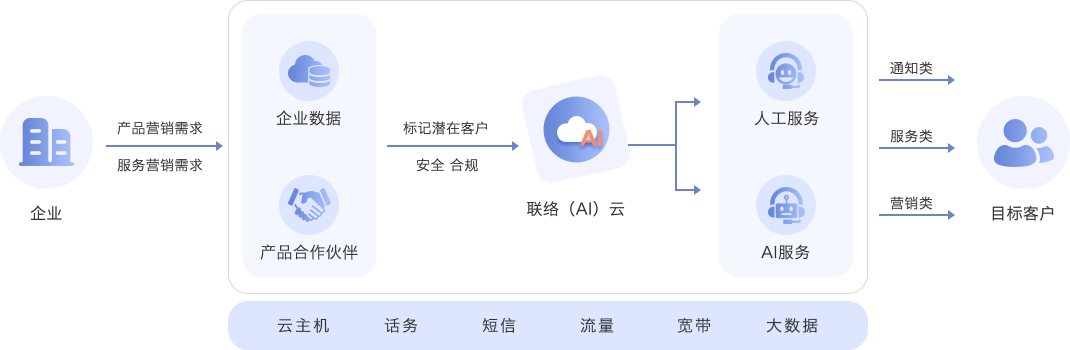 企业
产品营销需求
服务营销需求
企业数据
产品合作伙伴
标记潜在客户
安全 合规
AI
联络（AI）云
人工服务
AI服务
通知类
服务类
营销类
目标客户
云主机 话务 短信 流量 宽带 大数据